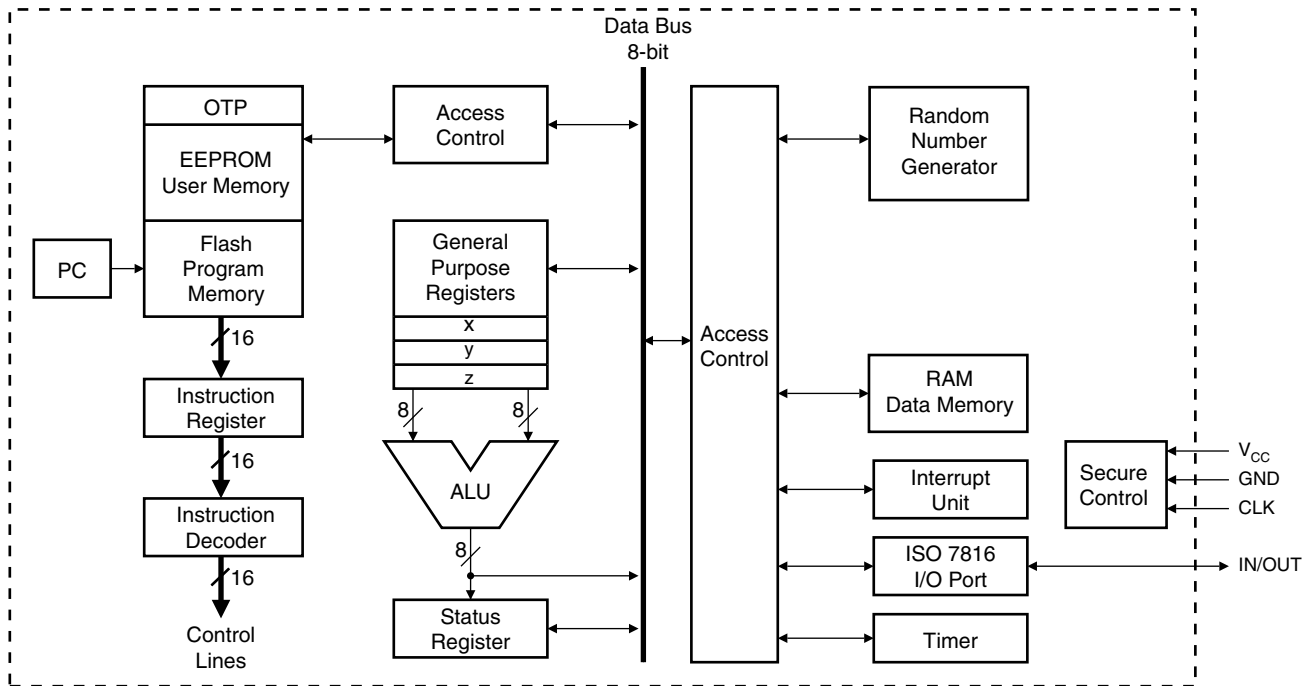 Data Bus
8-bit
OTP
EEPROM
User Memory
Flash
Program
Memory
PC
16
Instruction
Register
16
Instruction
Decoder
16
Control
Lines
Access
Control
General
Purpose
Registers
x
y
z
8
8
ALU
8
Status
Register
Access
Control
Random
Number
Generator
RAM
Data Memory
Interrupt
Unit
ISO 7816
I/O Port
Timer
Secure
Control
VCC
GND
CLK
IN/OUT